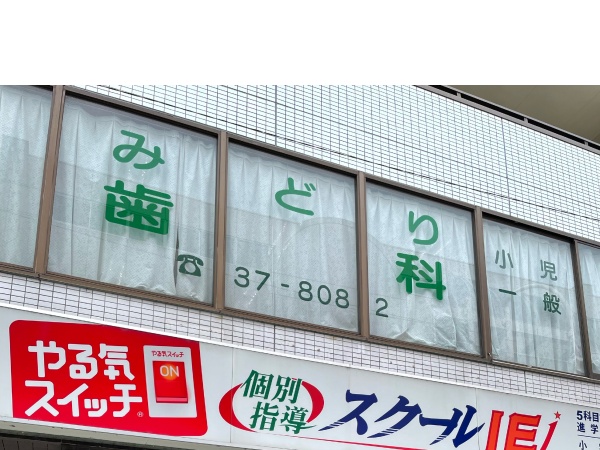 みどり
歯科
小児
一般
☎ 37-8082
やる気
スイッチ®
やる気スイッチ
ON
個別
指導
スクールIE
5科目
進学
小